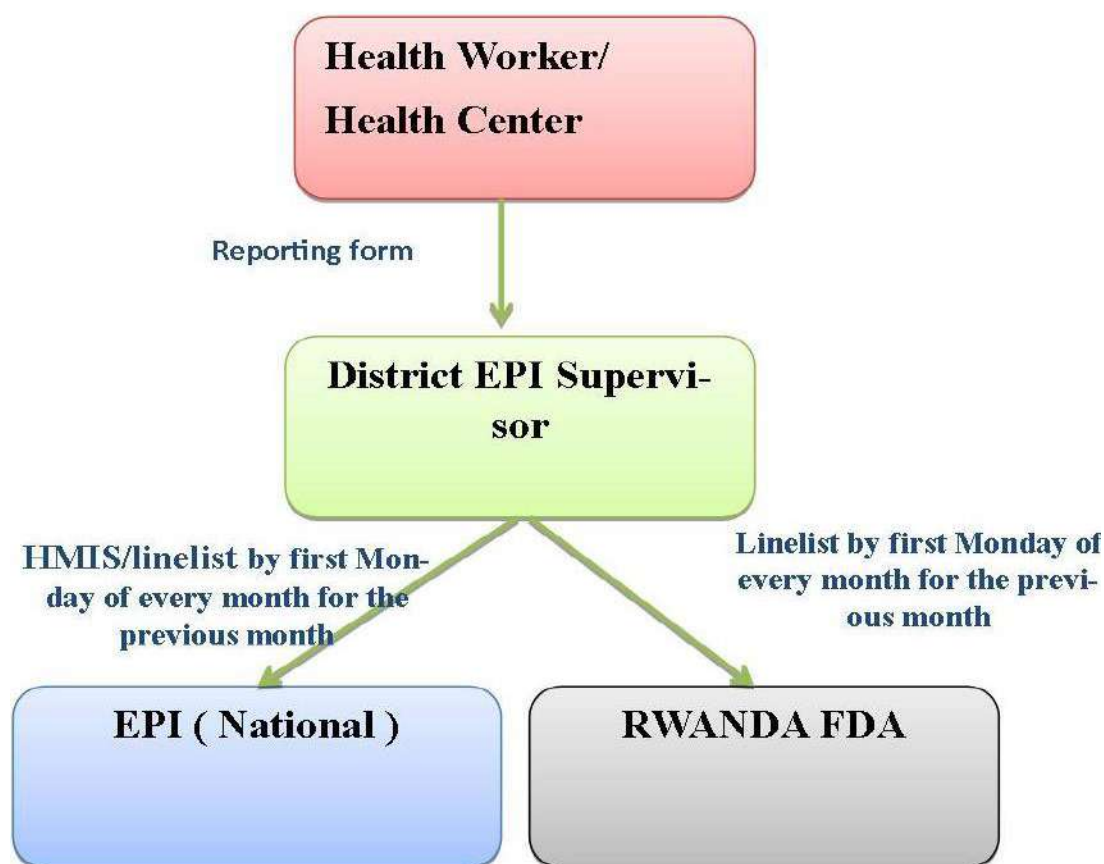 Health Worker/
Health Center
Reporting form
District EPI Supervi-
sor
HMIS/linelist by first Mon-
day of every month for the
previous month
Linelist by first Monday of
every month for the previ-
ous month
EPI ( National )
RWANDA FDA